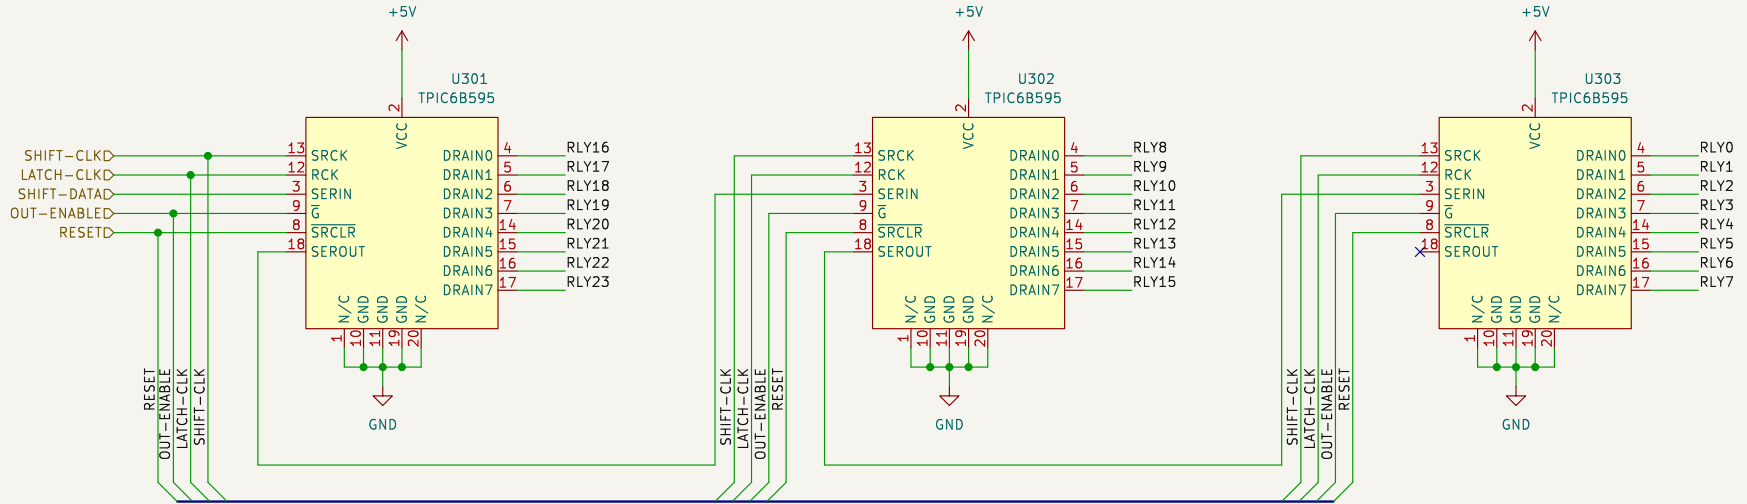 +5V
+5V
+5V
U301
TPIC6B595
U302
TPIC6B595
U303
TPIC6B595
SHIFT-CLK
LATCH-CLK
SHIFT-DATA
OUT-ENABLE
RESET
2
VCC
13 SRCK DRAIN0 4 RLY16
12 RCK DRAIN1 5 RLY17
3 SERIN DRAIN2 6 RLY18
9 G DRAIN3 7 RLY19
8 SRCLR DRAIN4 14 RLY20
18 SEROUT DRAIN5 15 RLY21
DRAIN6 16 RLY22
DRAIN7 17 RLY23
N/C GND GND GND N/C
1 10 11 19 20
GND
RESET
OUT-ENABLE
LATCH-CLK
SHIFT-CLK
2
VCC
13 SRCK DRAIN0 4 RLY8
12 RCK DRAIN1 5 RLY9
3 SERIN DRAIN2 6 RLY10
9 G DRAIN3 7 RLY11
8 SRCLR DRAIN4 14 RLY12
18 SEROUT DRAIN5 15 RLY13
DRAIN6 16 RLY14
DRAIN7 17 RLY15
N/C GND GND GND N/C
1 10 11 19 20
GND
SHIFT-CLK
LATCH-CLK
OUT-ENABLE
RESET
2
VCC
13 SRCK DRAIN0 4 RLY0
12 RCK DRAIN1 5 RLY1
3 SERIN DRAIN2 6 RLY2
9 G DRAIN3 7 RLY3
8 SRCLR DRAIN4 14 RLY4
18 SEROUT DRAIN5 15 RLY5
DRAIN6 16 RLY6
DRAIN7 17 RLY7
N/C GND GND GND N/C
1 10 11 19 20
GND
SHIFT-CLK
LATCH-CLK
OUT-ENABLE
RESET